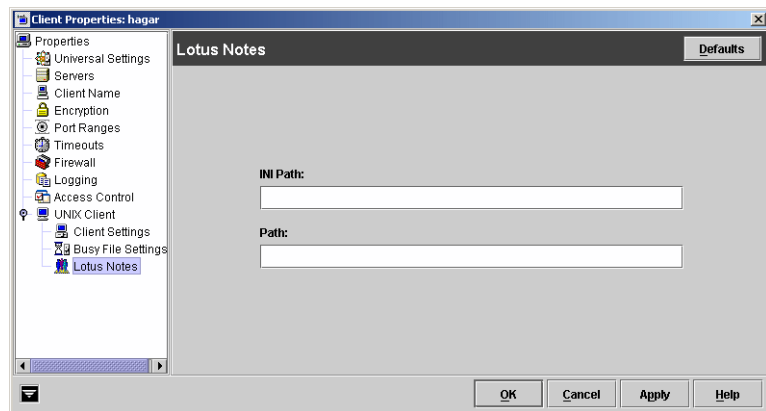 Client Properties: hagar
Properties
Universal Settings
Servers
Client Name
Encryption
Port Ranges
Timeouts
Firewall
Logging
Access Control
UNIX Client
Client Settings
Busy File Settings
Lotus Notes
Lotus Notes
Defaults
INI Path:
Path:
OK
Cancel
Apply
Help